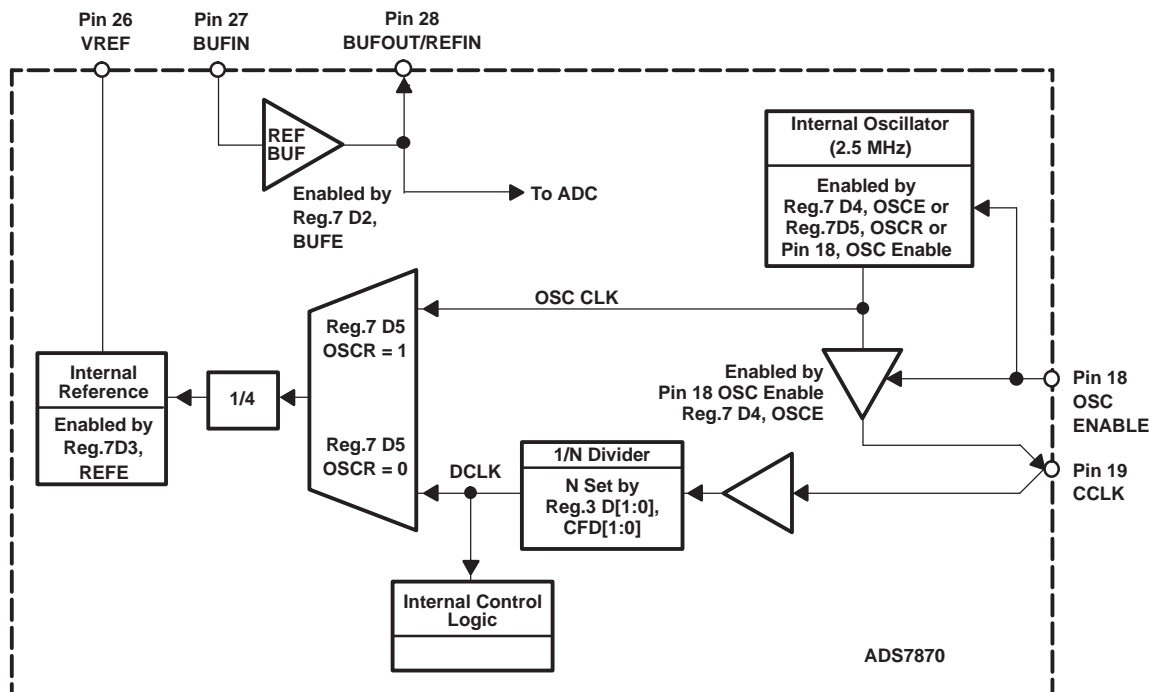 Pin 26
VREF
Pin 27
BUFIN
Pin 28
BUFOUT/REFIN
REF
BUF
Enabled by
Reg.7 D2,
BUFE
To ADC
Internal Oscillator
(2.5 MHz)
Enabled by
Reg.7 D4, OSCE or
Reg.7D5, OSCR or
Pin 18, OSC Enable
OSC CLK
Reg.7 D5
OSCR = 1
Internal
Reference
Enabled by
Reg.7D3,
REFE
1/4
Enabled by
Pin 18 OSC Enable
Reg.7 D4, OSCE
Pin 18
OSC
ENABLE
Reg.7 D5
OSCR = 0
DCLK
1/N Divider
N Set by
Reg.3 D[1:0],
CFD[1:0]
Pin 19
CCLK
Internal Control
Logic
ADS7870